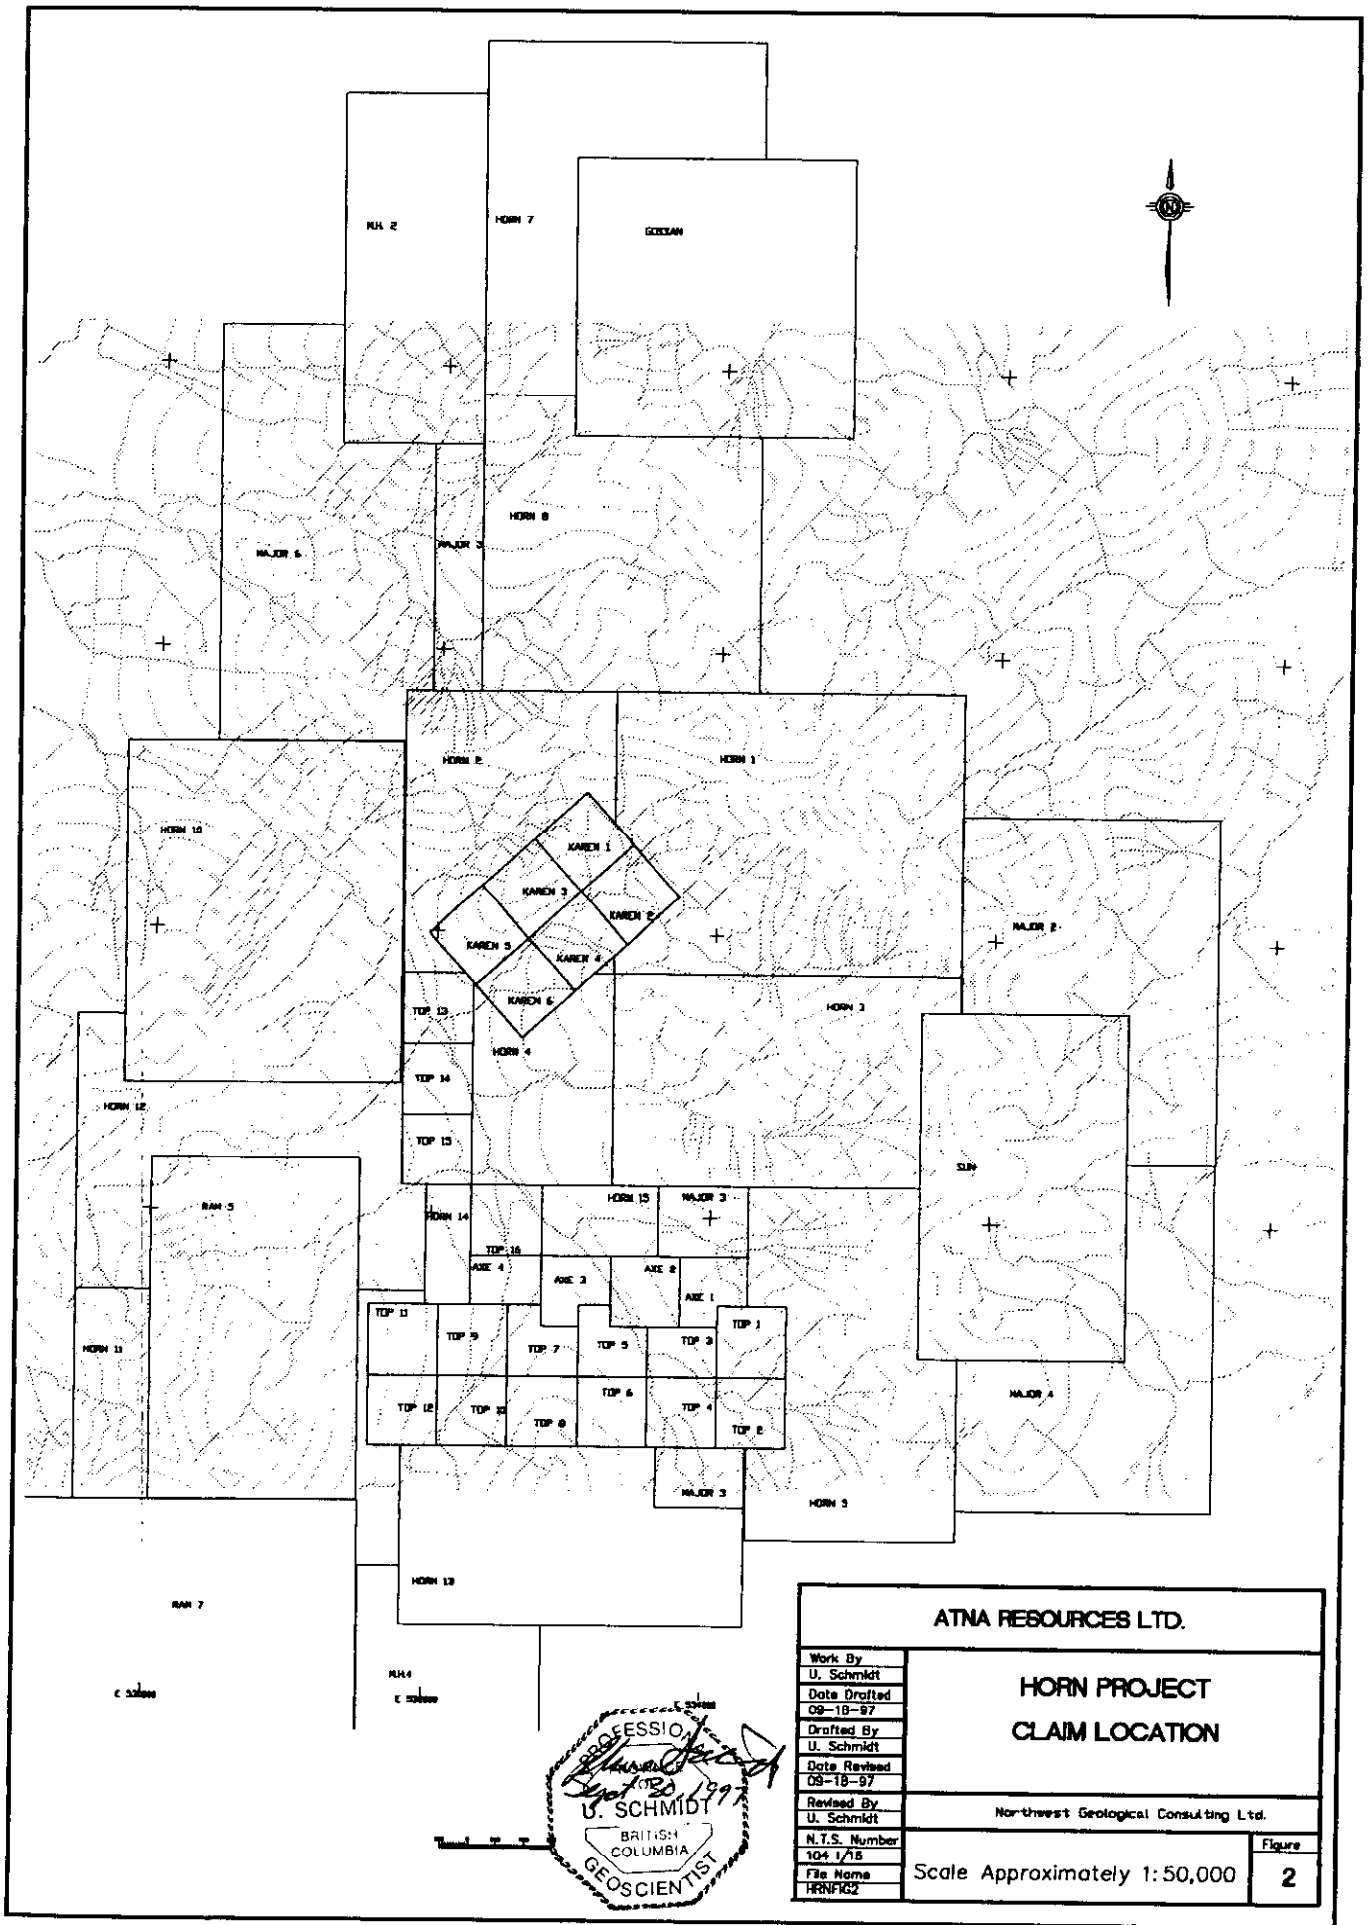 M.H. 2
HORN 7
GOSSAN
HORN 8
MAJOR 3
HORN 2
HORN 1
HORN 10
KAREN 1
KAREN 3
KAREN 2
MAJOR 2
KAREN 5
KAREN 4
KAREN 6
HORN 3
TOP 13
HORN 4
TOP 14
HORN 12
TOP 15
SUN
RAM 5
HORN 15
MAJOR 3
HORN 14
TOP 16
AXE 4
AXE 3
AXE 2
AXE 1
TOP 11
TOP 9
TOP 7
TOP 5
TOP 3
TOP 1
HORN 11
TOP 12
TOP 10
TOP 8
TOP 6
TOP 4
TOP 2
MAJOR 4
MAJOR 3
HORN 5
HORN 13
RAM 7
M.H.4
PROFESSIONAL
Sept 30, 1997
U. SCHMIDT
BRITISH
COLUMBIA
GEOSCIENTIST
ATNA RESOURCES LTD.
Work By
U. Schmidt
Date Drafted
09-18-97
Drafted By
U. Schmidt
Date Revised
09-18-97
Revised By
U. Schmidt
N.T.S. Number
File Name
HRNFIG2
HORN PROJECT
CLAIM LOCATION
Northwest Geological Consulting Ltd.
Scale Approximately 1:50,000
Figure
2